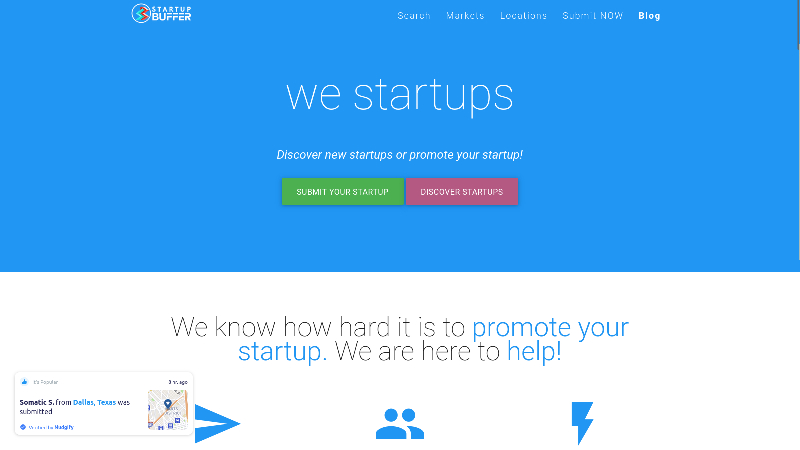 STARTUP
BUFFER
Search Markets Locations Submit NOW Blog
we startups
Discover new startups or promote your startup!
SUBMIT YOUR STARTUP DISCOVER STARTUPS
We know how hard it is to promote your
startup. We are here to help!
It's Popular 3 hr. ago
Somatic S. from Dallas, Texas was
submitted
Verified by Nudgify